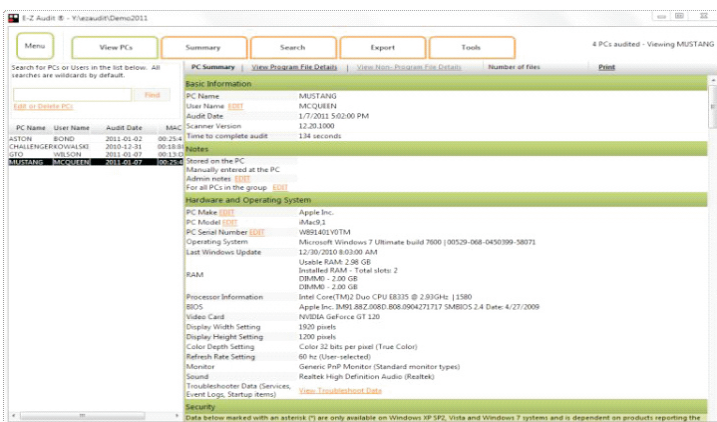 E-Z Audit ® - Y:\ezaudit\Demo2011
Menu
View PCs
Summary
Search
Export
Tools
4 PCs audited - Viewing MUSTANG
Search for PCs or Users in the list below. All
searches are wildcards by default.
Find
Edit or Delete PCs
PC Name User Name Audit Date MAC
ASTON BOND 2011-01-02 00:25:4
CHALLENGER KOWALSKI 2010-12-31 00:18:8
GTO WILSON 2011-01-07 00:13:D
MUSTANG MCQUEEN 2011-01-07 00:25:4
PC Summary | View Program File Details | View Non-Program File Details Number of files Print
Basic Information
PC Name MUSTANG
User Name EDIT MCQUEEN
Audit Date 1/7/2011 5:02:00 PM
Scanner Version 12.20.1000
Time to complete audit 134 seconds
Notes
Stored on the PC
Manually entered at the PC
Admin notes EDIT
For all PCs in the group EDIT
Hardware and Operating System
PC Make EDIT Apple Inc.
PC Model EDIT iMac9,1
PC Serial Number EDIT W891401Y0TM
Operating System Microsoft Windows 7 Ultimate build 7600 | 00529-068-0450399-58071
Last Windows Update 12/30/2010 8:03:00 AM
Usable RAM: 2.98 GB
Installed RAM - Total slots: 2
RAM DIMM0 - 2.00 GB
DIMM0 - 2.00 GB
Processor Information Intel Core(TM)2 Duo CPU E8335 @ 2.93GHz | 1580
BIOS Apple Inc. IM91.88Z.008D.B08.0904271717 SMBIOS 2.4 Date: 4/27/2009
Video Card NVIDIA GeForce GT 120
Display Width Setting 1920 pixels
Display Height Setting 1200 pixels
Color Depth Setting Color 32 bits per pixel (True Color)
Refresh Rate Setting 60 hz (User-selected)
Monitor Generic PnP Monitor (Standard monitor types)
Sound Realtek High Definition Audio (Realtek)
Troubleshooter Data (Services,
Event Logs, Startup items) View Troubleshoot Data
Security
Data below marked with an asterisk (*) are only available on Windows XP SP2, Vista and Windows 7 systems and is dependent on products reporting the